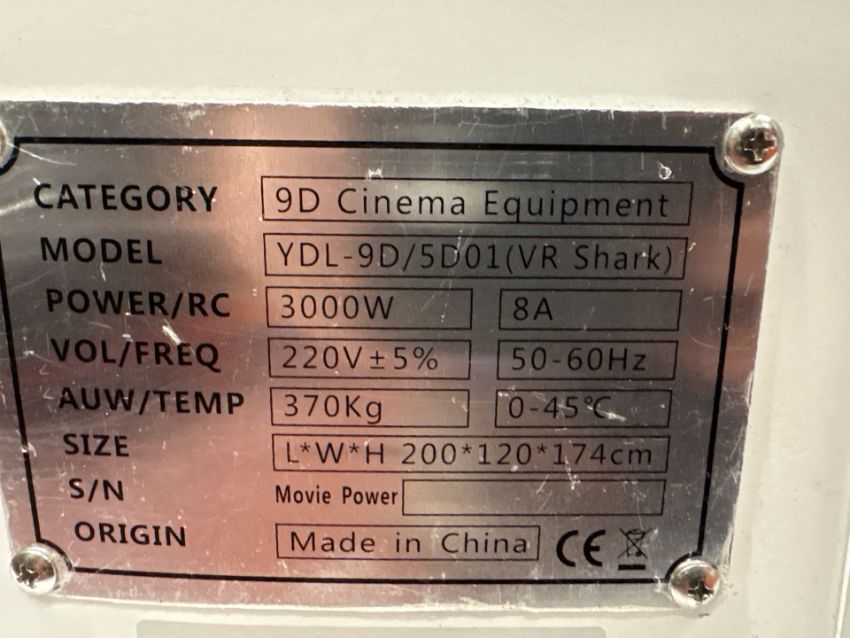 CATEGORY 9D Cinema Equipment
MODEL YDL-9D/5D01(VR Shark)
POWER/RC 3000W 8A
VOL/FREQ 220V±5% 50-60Hz
AUW/TEMP 370Kg 0-45℃
SIZE L*W*H 200*120*174cm
S/N Movie Power
ORIGIN Made in China CE